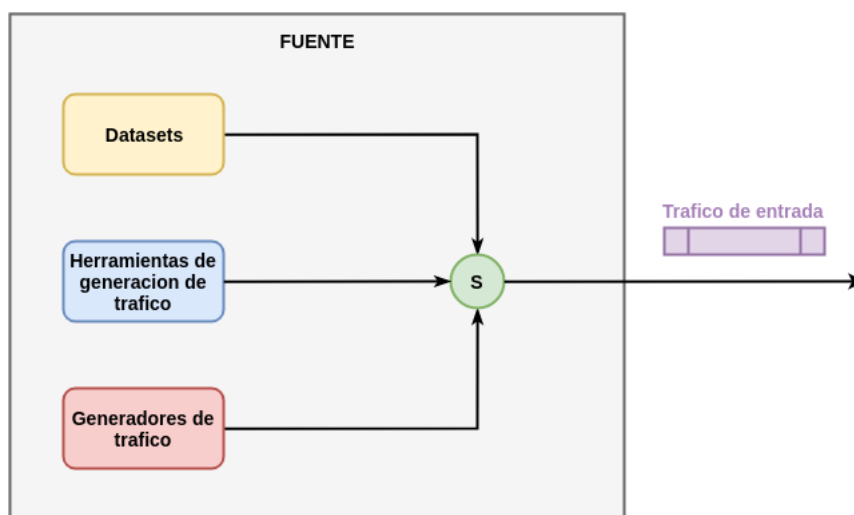 FUENTE
Datasets
Trafico de entrada
Herramientas de
generacion de
trafico
S
Generadores de
trafico